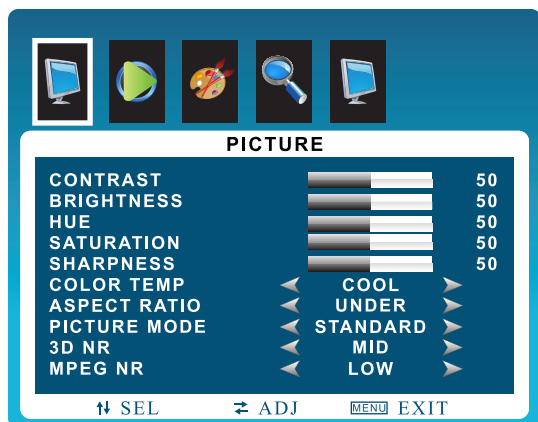 PICTURE
CONTRAST 50
BRIGHTNESS 50
HUE 50
SATURATION 50
SHARPNESS 50
COLOR TEMP COOL
ASPECT RATIO UNDER
PICTURE MODE STANDARD
3D NR MID
MPEG NR LOW
SEL ADJ MENU EXIT